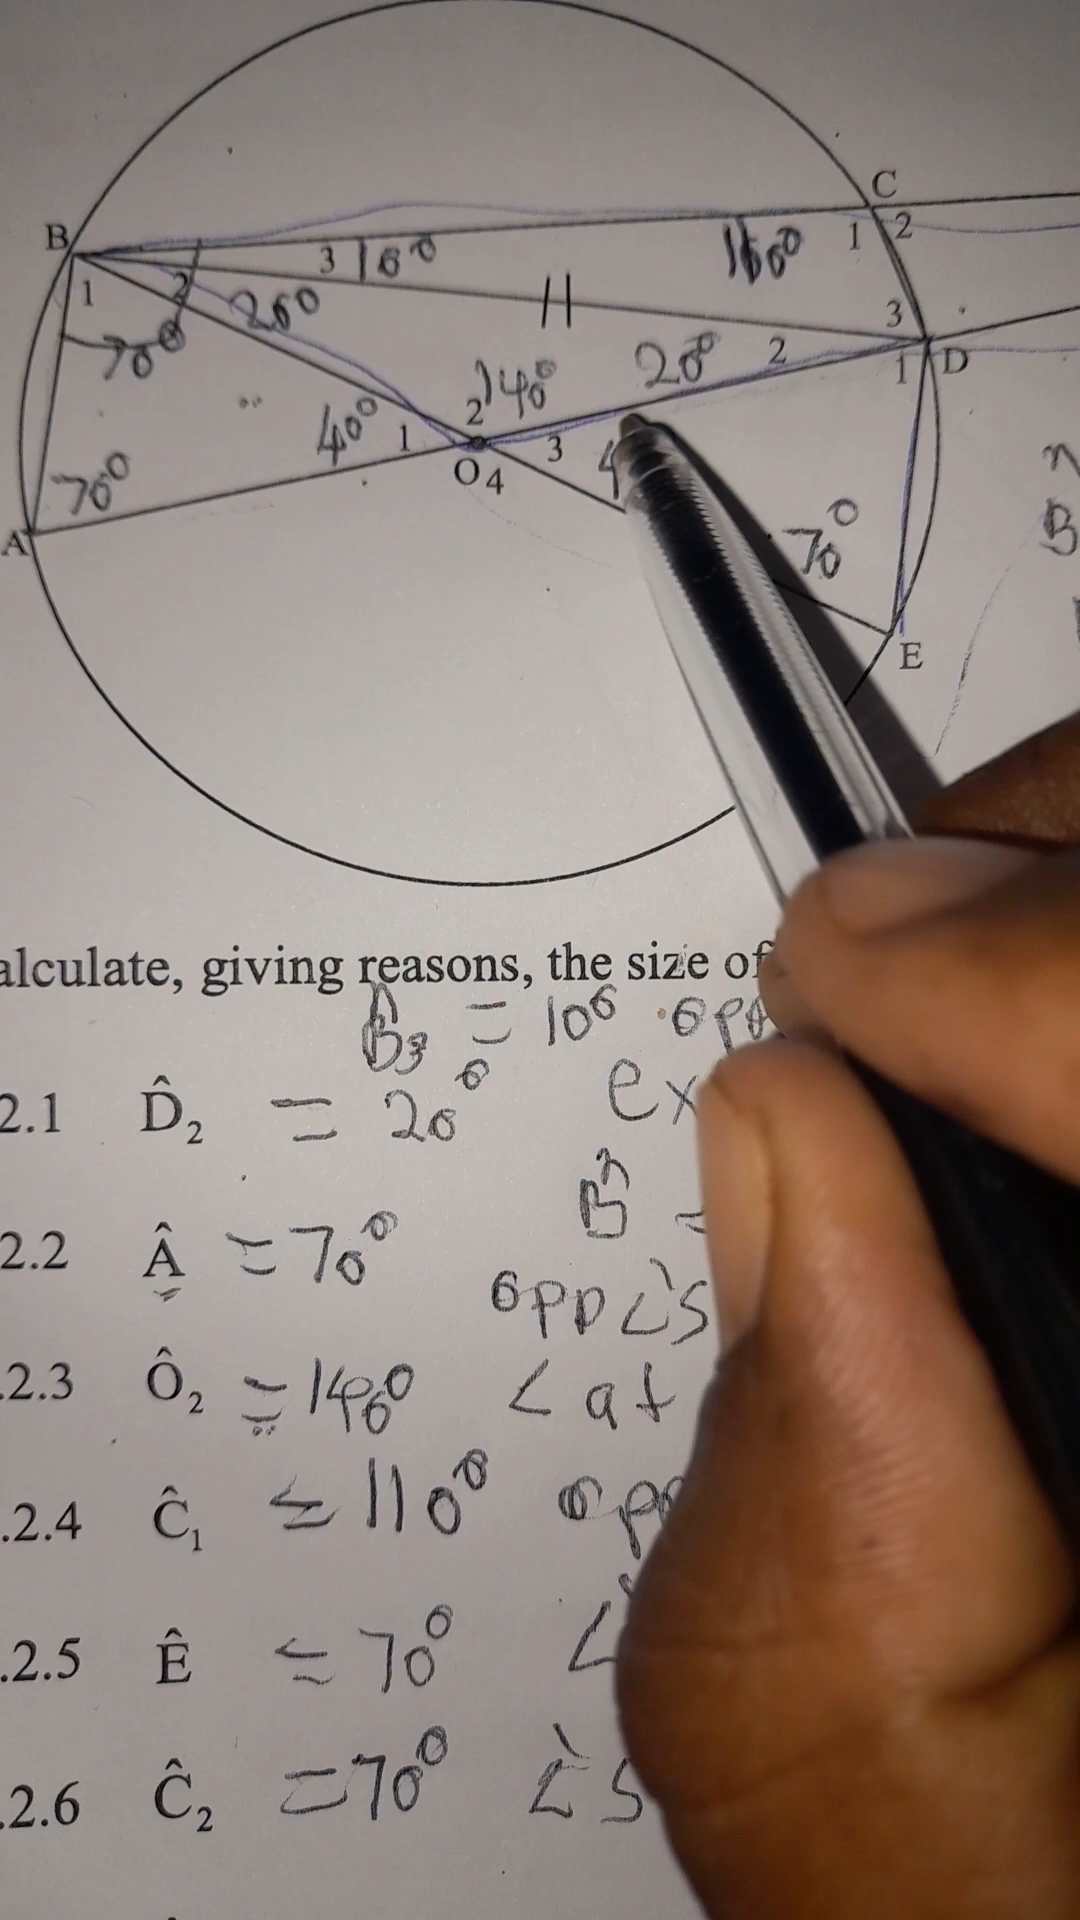 C
B
3 160
1 2
160°
1 2 260
70
3
2
20°
1 D
2 140°
40° 1
3
O 4
70°
A
70°
B
E
alculate, giving reasons, the size of
B̂3 = 10°
2.1 D̂2 = 20° ex
B̂ =
2.2 Â = 70°
opp ∠'s
.2.3 Ô2 = 140° < at
.2.4 Ĉ1 = 110° opp
.2.5 Ê = 70° ∠
.2.6 Ĉ2 = 70° ∠'s